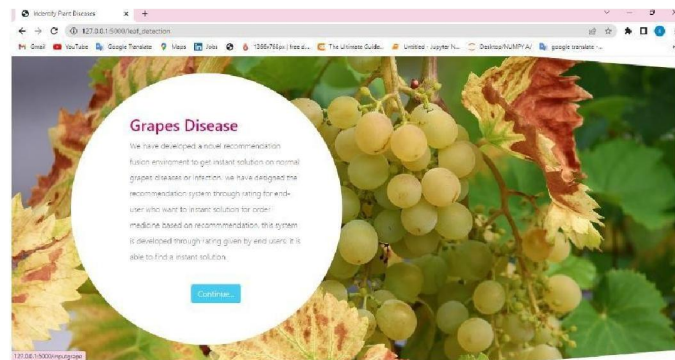 Indentify Plant Diseases
127.0.0.1:5000/leaf_detection
Gmail YouTube Google Translate Maps Jobs 1366x768px | free d... The Ultimate Guide... Untitled - Jupyter N... Desktop/NUMPY A/ google translate -...
Grapes Disease
We have developed a novel recommendation
fusion enviroment to get instant solution on normal
grapes diseases or infection. we have designed the
recommendation system through rating for end-
user who want to instant solution for order
medicine based on recommmendation. this system
is developed through rating given by end users. it is
able to find a instant solution
Continue..
127.0.0.1:5000/inputgrape